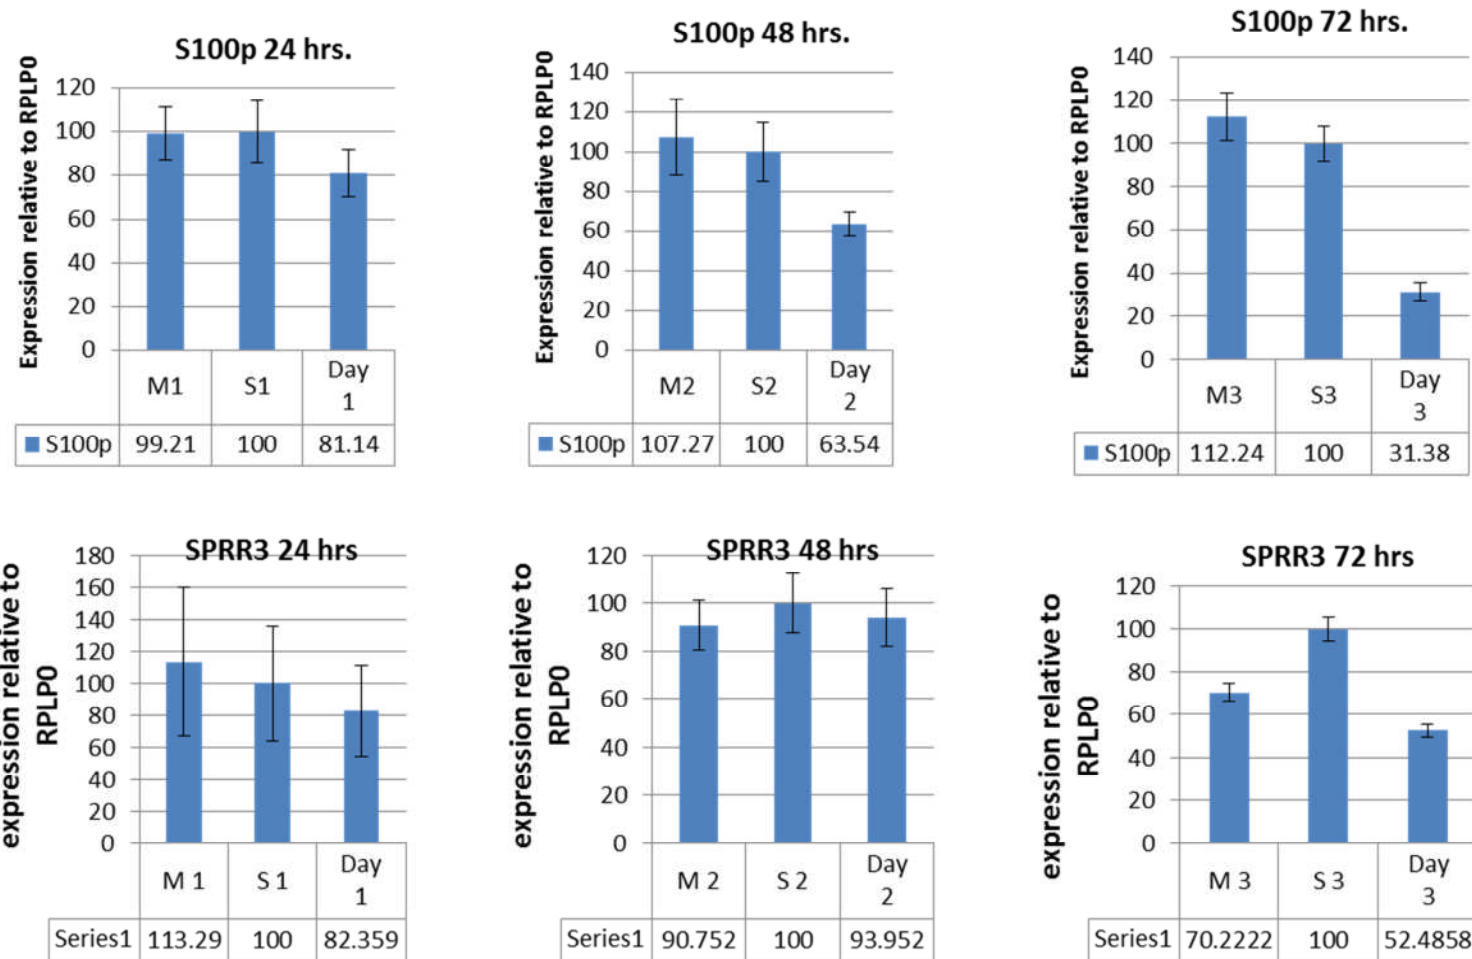 S100p 24 hrs.
Expression relative to RPLP0
120
100
80
60
40
20
0
M1 S1 Day 1
S100p 99.21 100 81.14
S100p 48 hrs.
Expression relative to RPLP0
140
120
100
80
60
40
20
0
M2 S2 Day 2
S100p 107.27 100 63.54
S100p 72 hrs.
Expression relative to RPLP0
140
120
100
80
60
40
20
0
M3 S3 Day 3
S100p 112.24 100 31.38
SPRR3 24 hrs
expression relative to
RPLP0
180
160
140
120
100
80
60
40
20
0
M 1 S 1 Day 1
Series1 113.29 100 82.359
SPRR3 48 hrs
expression relative to
RPLP0
120
100
80
60
40
20
0
M 2 S 2 Day 2
Series1 90.752 100 93.952
SPRR3 72 hrs
expression relative to
RPLP0
120
100
80
60
40
20
0
M 3 S 3 Day 3
Series1 70.2222 100 52.4858